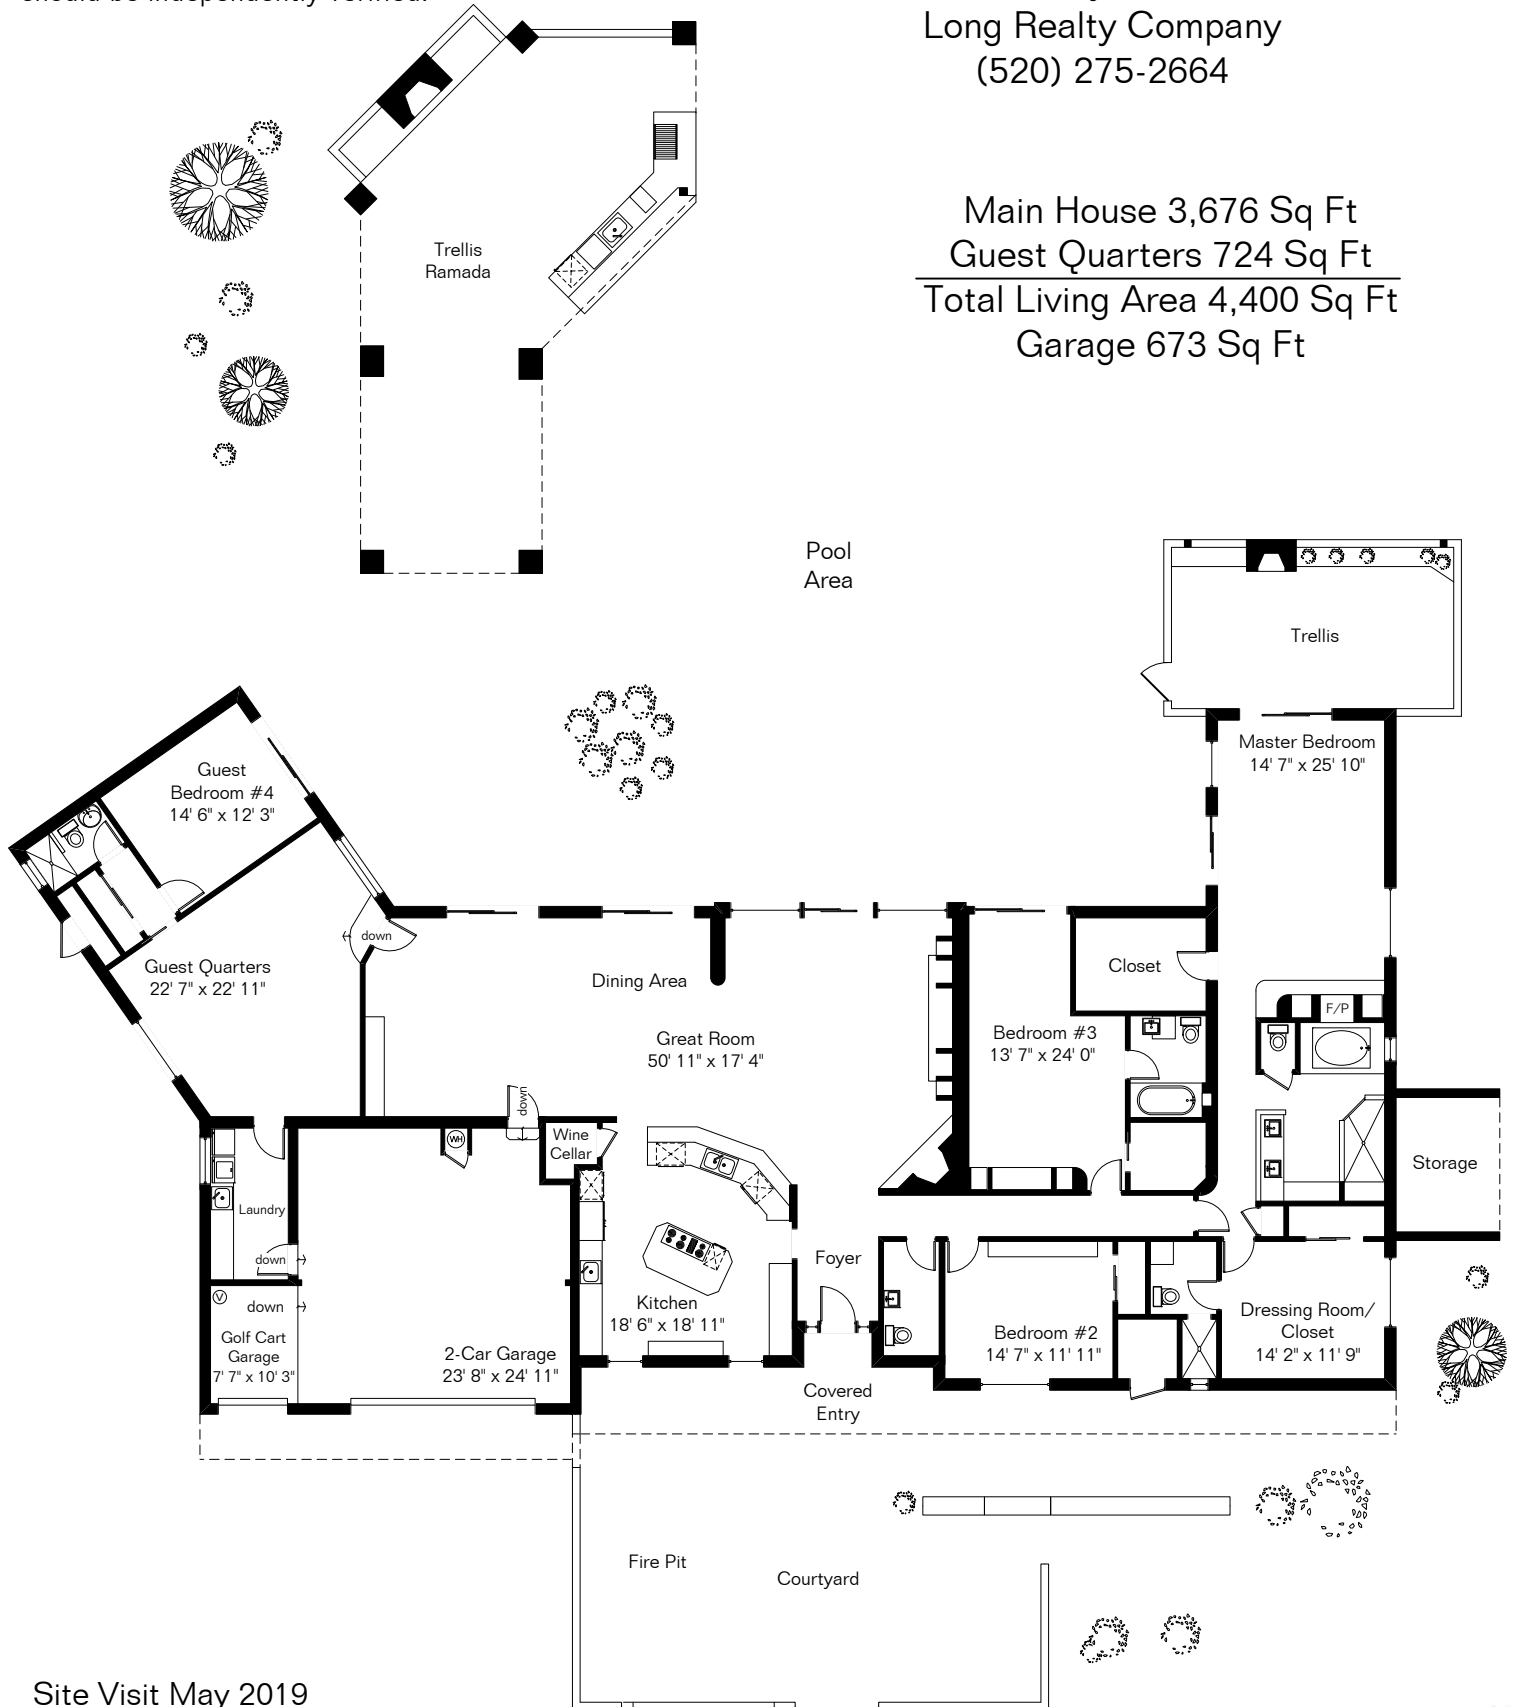 should be independently verified.
Long Realty Company
(520) 275-2664
Main House 3,676 Sq Ft
Guest Quarters 724 Sq Ft
Total Living Area 4,400 Sq Ft
Garage 673 Sq Ft
Trellis
Ramada
Pool
Area
Trellis
Master Bedroom
14' 7" x 25' 10"
Guest
Bedroom #4
14' 6" x 12' 3"
down
Guest Quarters
22' 7" x 22' 11"
Dining Area
Great Room
50' 11" x 17' 4"
Closet
Bedroom #3
13' 7" x 24' 0"
F/P
down
WH
Wine
Cellar
Storage
Laundry
down
Foyer
V
down
Golf Cart
Garage
7' 7" x 10' 3"
2-Car Garage
23' 8" x 24' 11"
Kitchen
18' 6" x 18' 11"
Bedroom #2
14' 7" x 11' 11"
Dressing Room/
Closet
14' 2" x 11' 9"
Covered
Entry
Fire Pit
Courtyard
Site Visit May 2019